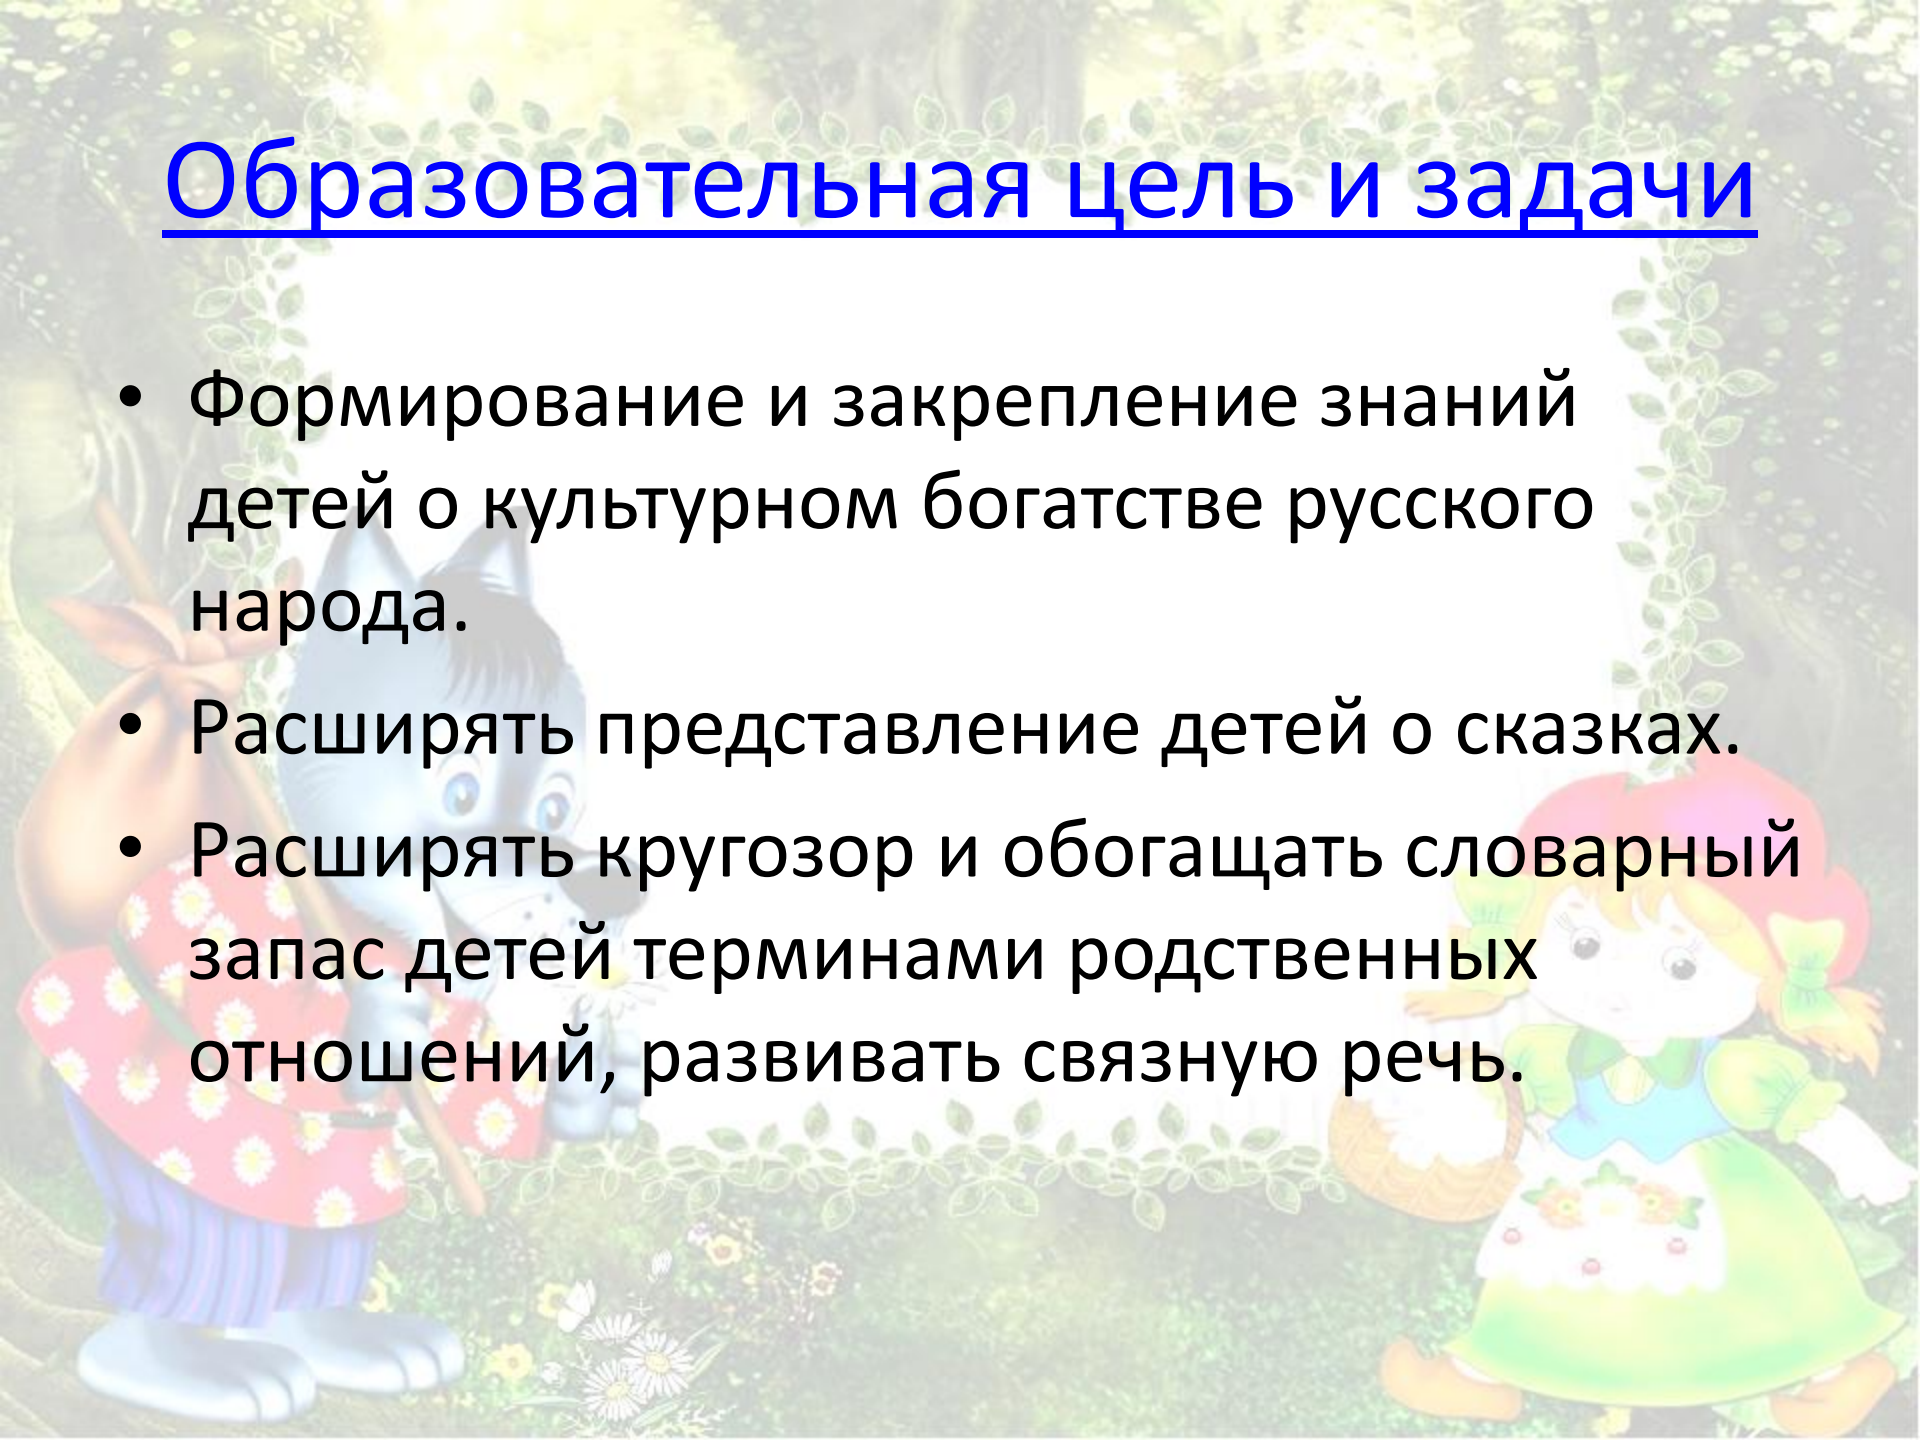 Образовательная цель и задачи
• Формирование и закрепление знаний
детей о культурном богатстве русского
народа.
• Расширять представление детей о сказках.
• Расширять кругозор и обогащать словарный
запас детей терминами родственных
отношений, развивать связную речь.